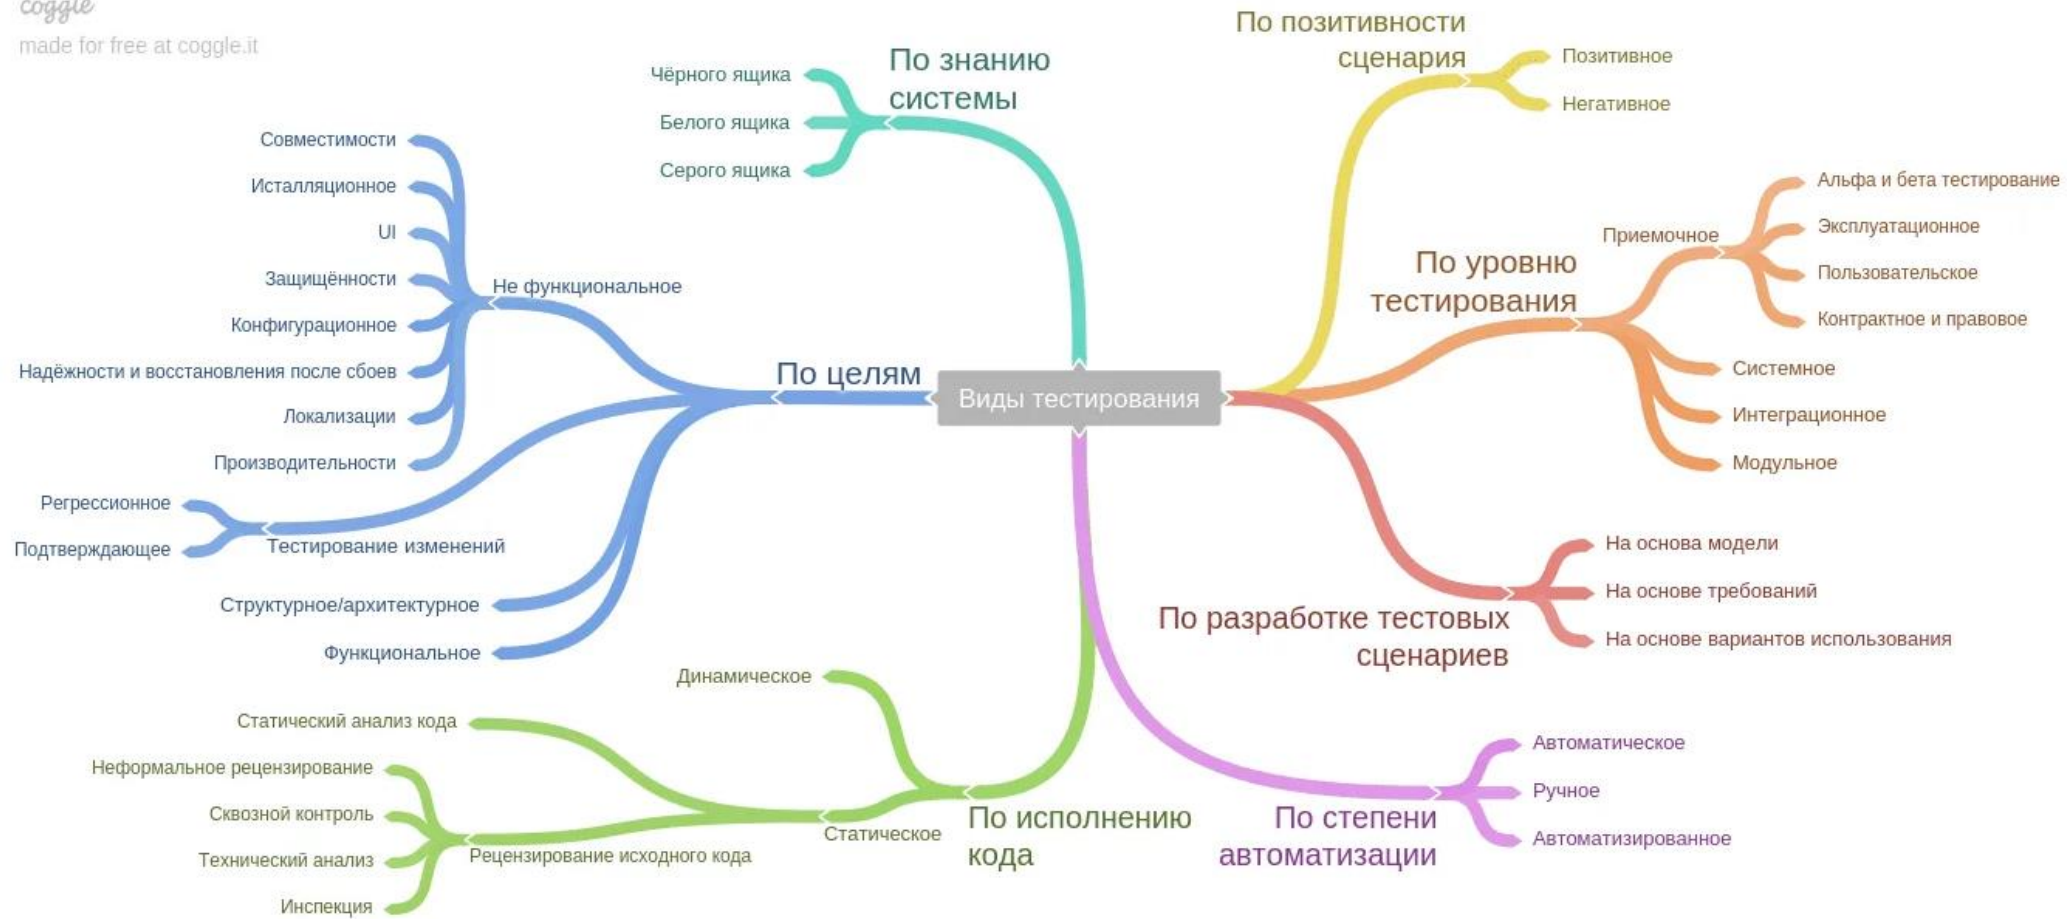 coggle
made for free at coggle.it
По знанию
системы
Чёрного ящика
Белого ящика
Серого ящика
По позитивности
сценария
Позитивное
Негативное
Совместимости
Исталляционное
UI
Защищённости
Конфигурационное
Надёжности и восстановления после сбоев
Локализации
Производительности
Не функциональное
Регрессионное
Подтверждающее
Тестирование изменений
Структурное/архитектурное
Функциональное
По целям
Виды тестирования
По уровню
тестирования
Приемочное
Альфа и бета тестирование
Эксплуатационное
Пользовательское
Контрактное и правовое
Системное
Интеграционное
Модульное
По разработке тестовых
сценариев
На основа модели
На основе требований
На основе вариантов использования
Динамическое
Статический анализ кода
Неформальное рецензирование
Сквозной контроль
Технический анализ
Инспекция
Рецензирование исходного кода
Статическое
По исполнению
кода
По степени
автоматизации
Автоматическое
Ручное
Автоматизированное